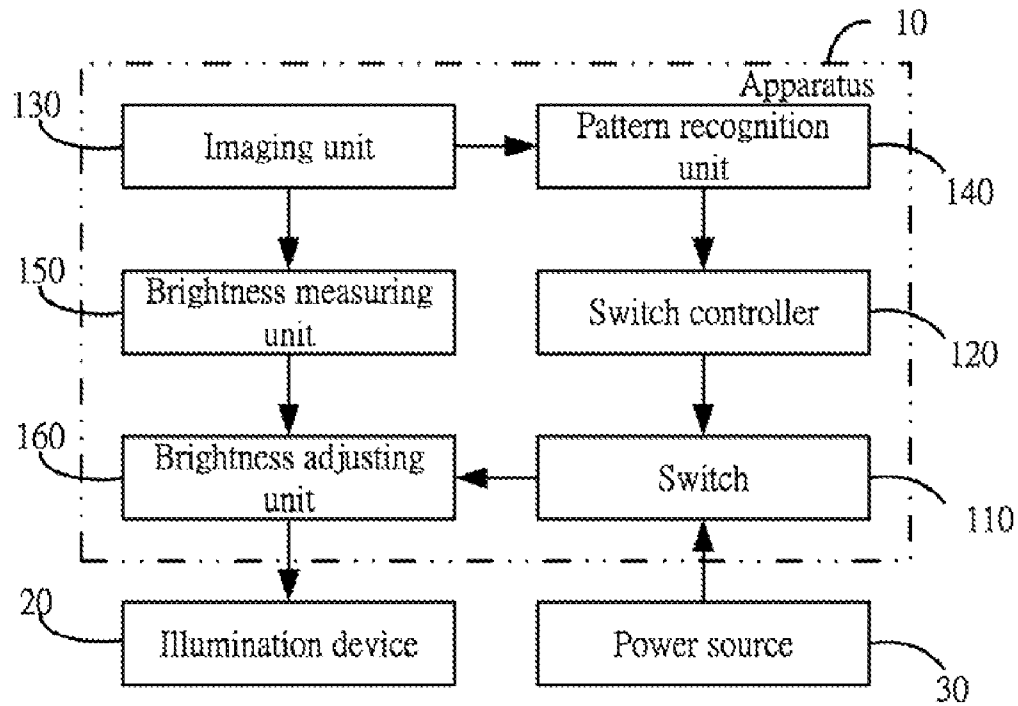 10
Apparatus
130
Imaging unit
Pattern recognition
unit
140
150
Brightness measuring
unit
Switch controller
120
160
Brightness adjusting
unit
Switch
110
20
Illumination device
Power source
30